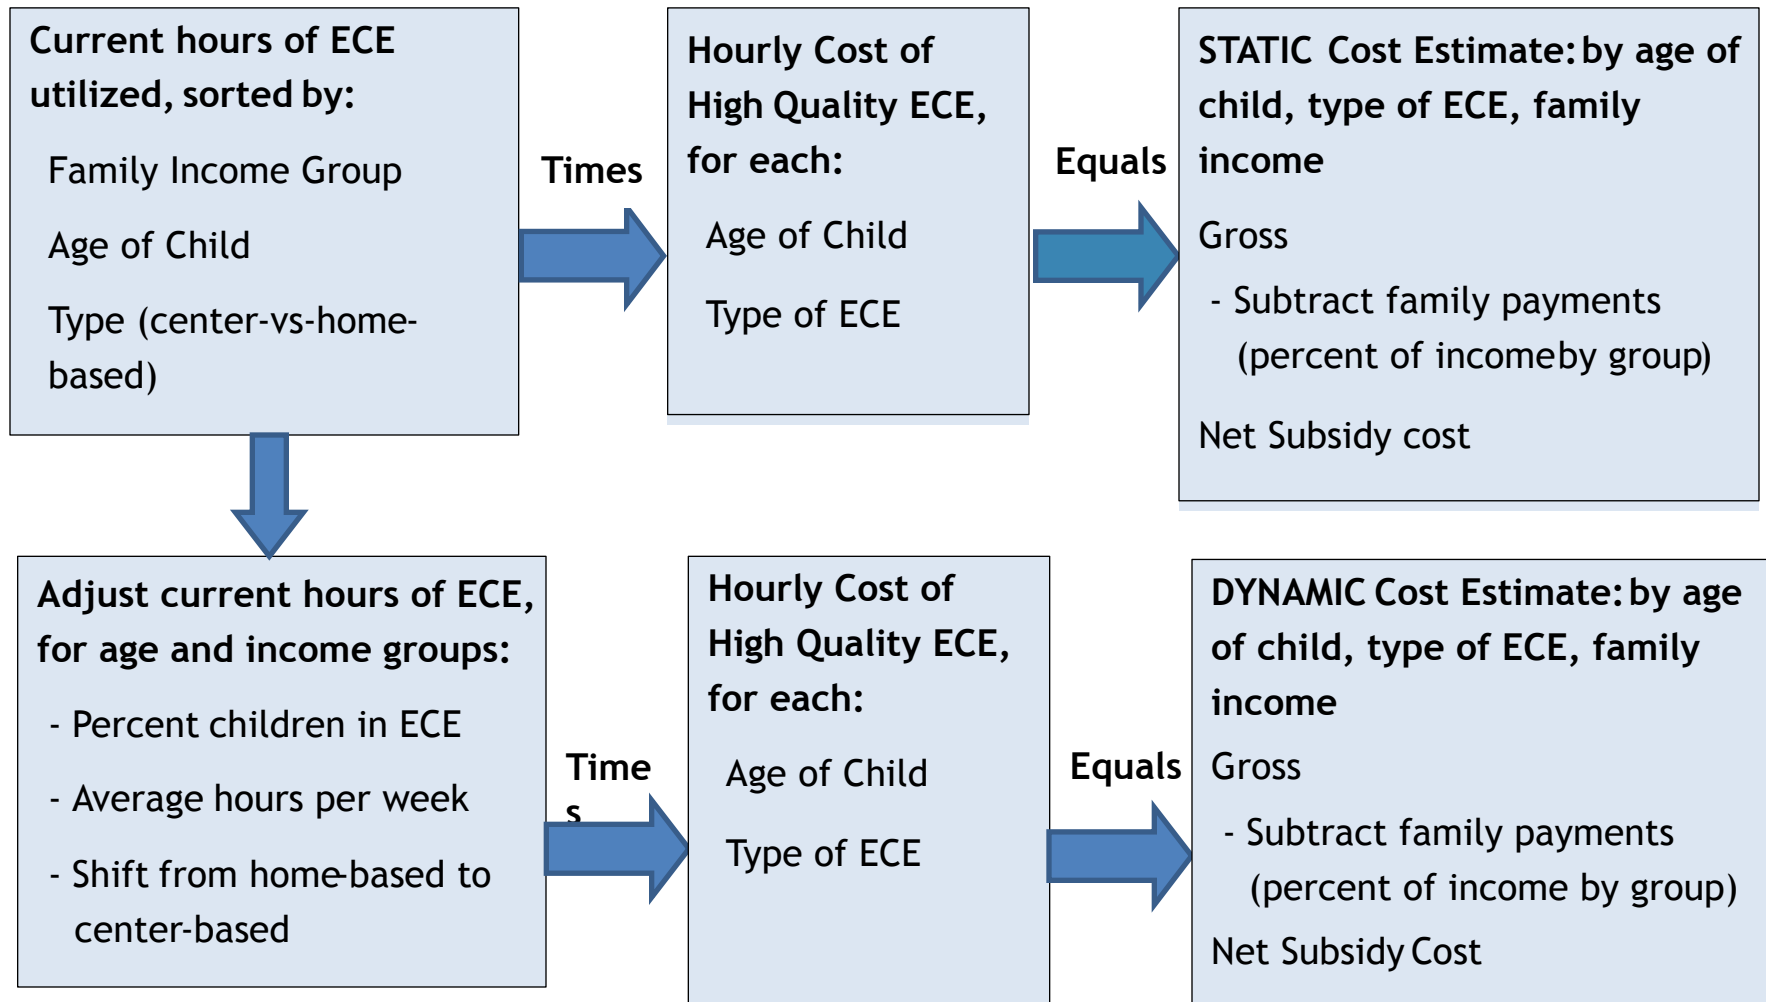 Current hours of ECE
utilized, sorted by:
Family Income Group
Age of Child
Type (center-vs-home-
based)
Times
Hourly Cost of
High Quality ECE,
for each:
Age of Child
Type of ECE
Equals
STATIC Cost Estimate: by age of
child, type of ECE, family
income
Gross
- Subtract family payments
(percent of incomeby group)
Net Subsidy cost
Adjust current hours of ECE,
for age and income groups:
- Percent children in ECE
- Average hours per week
- Shift from home-based to
center-based
Time
s
Hourly Cost of
High Quality ECE,
for each:
Age of Child
Type of ECE
Equals
DYNAMIC Cost Estimate: by age
of child, type of ECE, family
income
Gross
- Subtract family payments
(percent of income by group)
Net Subsidy Cost